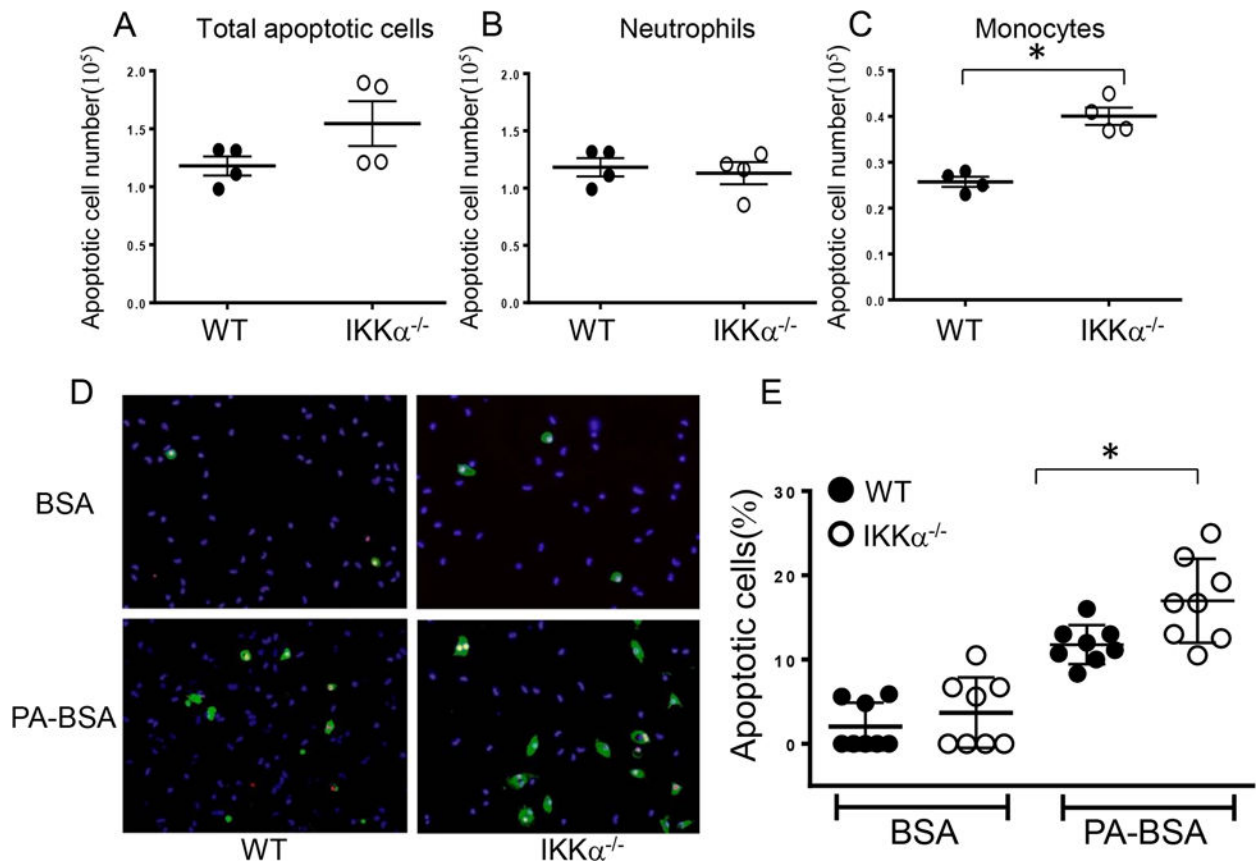 A Total apoptotic cells
Apoptotic cell number(10⁵)
2.0
1.5
1.0
0.5
0.0
WT IKKα⁻/⁻
B Neutrophils
Apoptotic cell number(10⁵)
2.0
1.5
1.0
0.5
0.0
WT IKKα⁻/⁻
C Monocytes
*
Apoptotic cell number(10⁵)
0.5
0.4
0.3
0.2
0.1
0.0
WT IKKα⁻/⁻
D
BSA
PA-BSA
WT IKKα⁻/⁻
E
*
WT
IKKα⁻/⁻
Apoptotic cells(%)
30
20
10
0
BSA PA-BSA